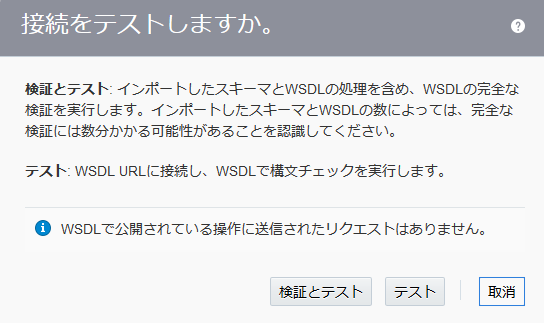 接続をテストしますか。
?
検証とテスト: インポートしたスキーマとWSDLの処理を含め、WSDLの完全な
検証を実行します。インポートしたスキーマとWSDLの数によっては、完全な
検証には数分かかる可能性があることを認識してください。
テスト: WSDL URLに接続し、WSDLで構文チェックを実行します。
WSDLで公開されている操作に送信されたリクエストはありません。
検証とテスト
テスト
取消